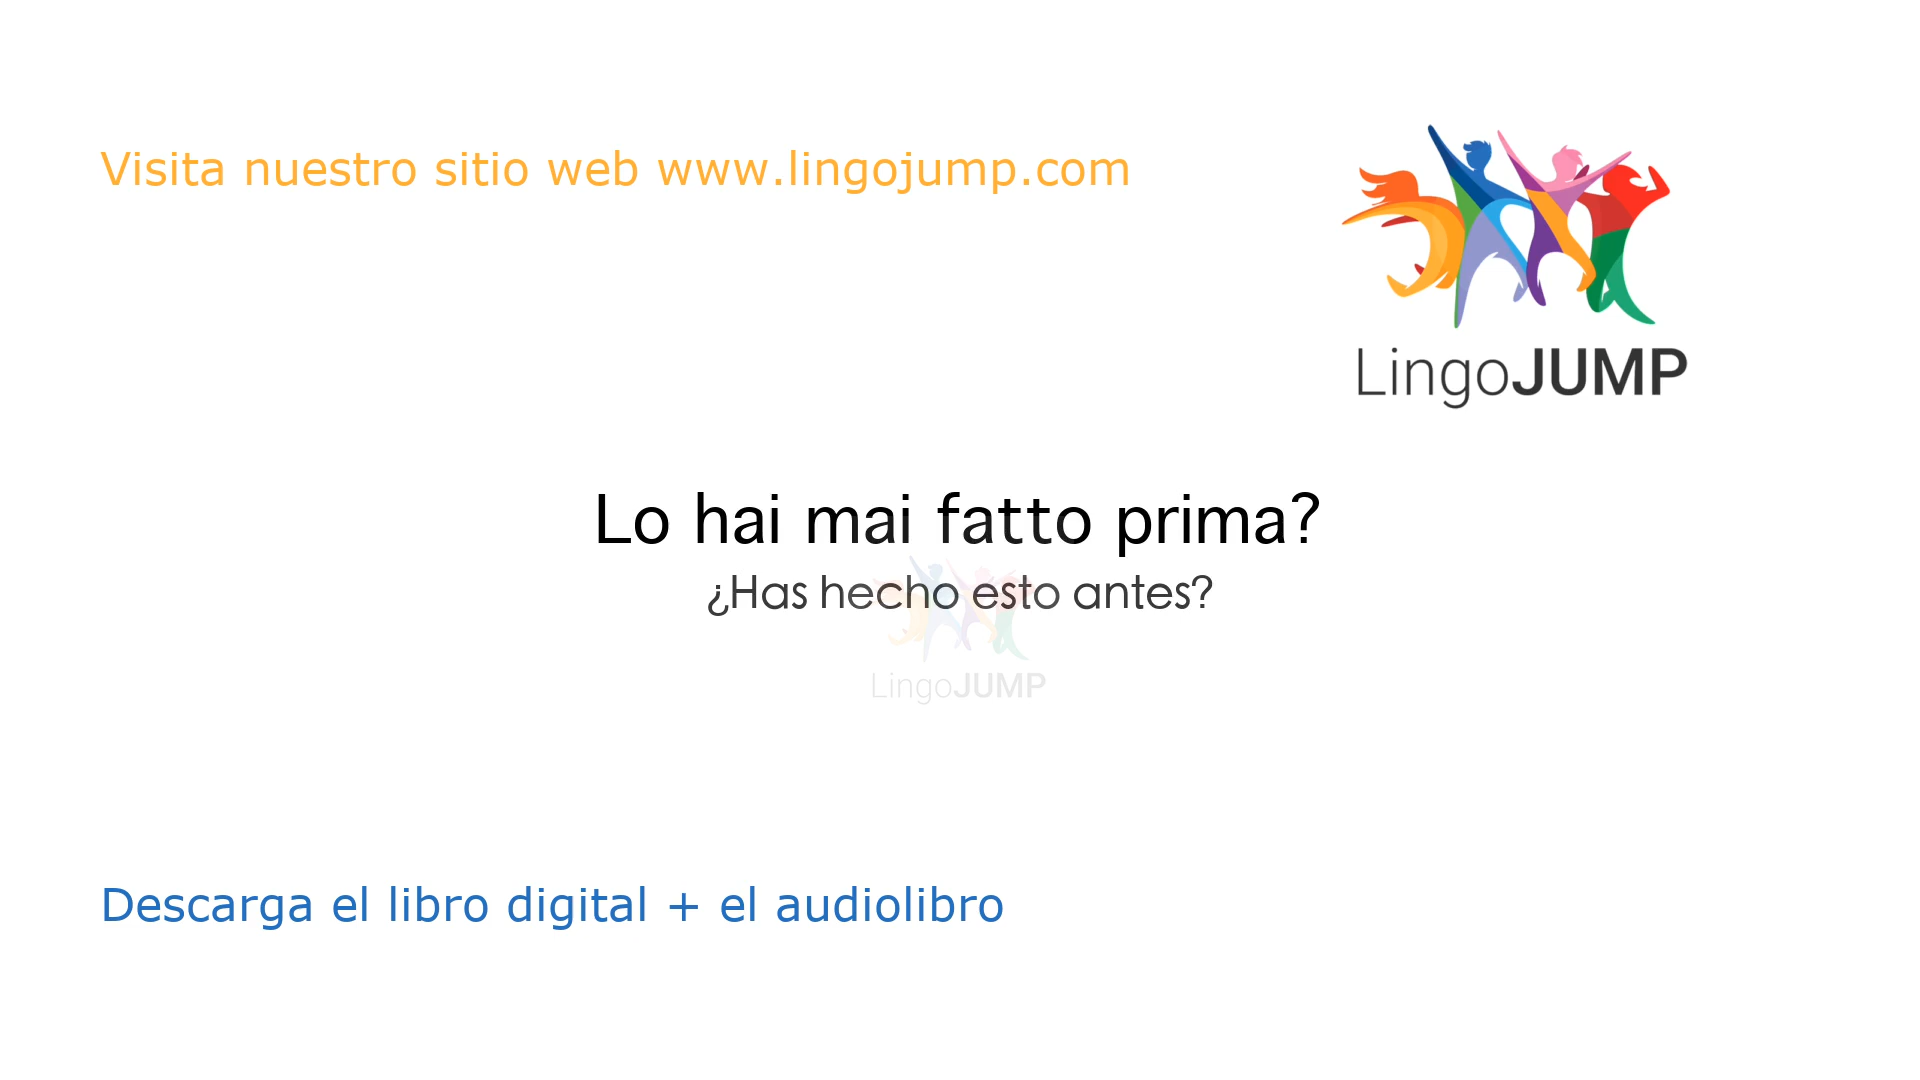 Visita nuestro sitio web www.lingojump.com
LingoJUMP
Lo hai mai fatto prima?
¿Has hecho esto antes?
LingoJUMP
Descarga el libro digital + el audiolibro